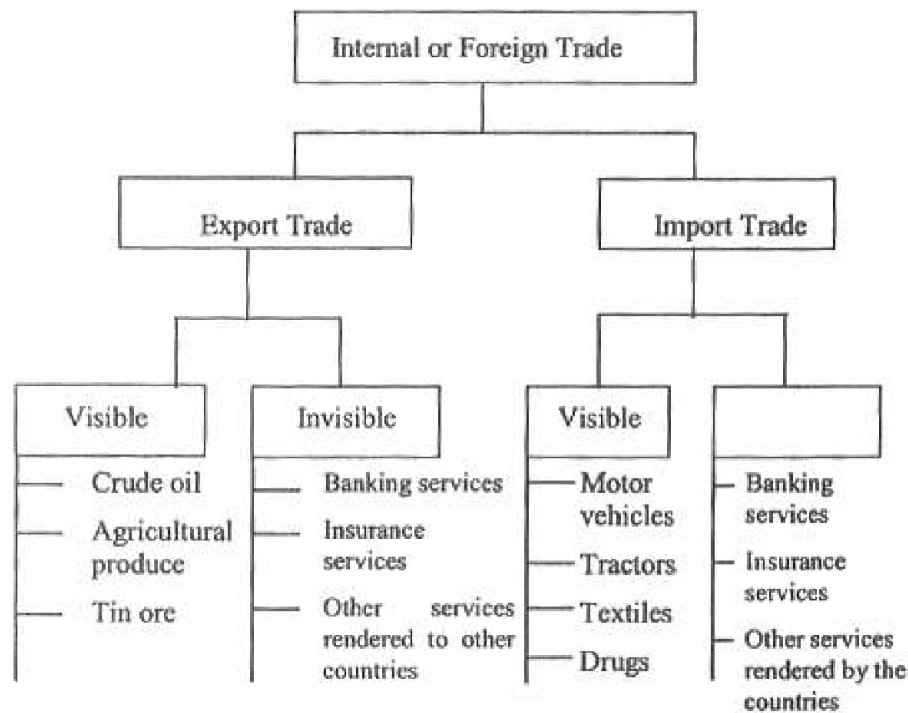 Internal or Foreign Trade
Export Trade
Import Trade
Visible
Crude oil
Agricultural
produce
Tin ore
Invisible
Banking services
Insurance
services
Other services
rendered to other
countries
Visible
Motor
vehicles
Tractors
Textiles
Drugs
Banking
services
Insurance
services
Other services
rendered by the
countries